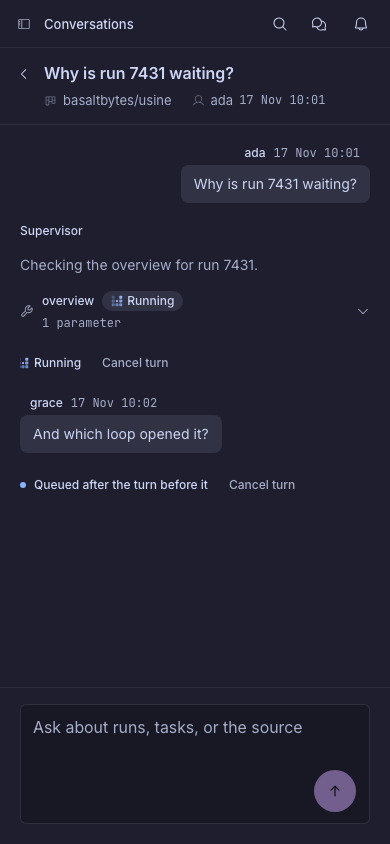 Conversations
Why is run 7431 waiting?
basaltbytes/usine ada 17 Nov 10:01
ada 17 Nov 10:01
Why is run 7431 waiting?
Supervisor
Checking the overview for run 7431.
overview Running
1 parameter
Running Cancel turn
grace 17 Nov 10:02
And which loop opened it?
Queued after the turn before it Cancel turn
Ask about runs, tasks, or the source